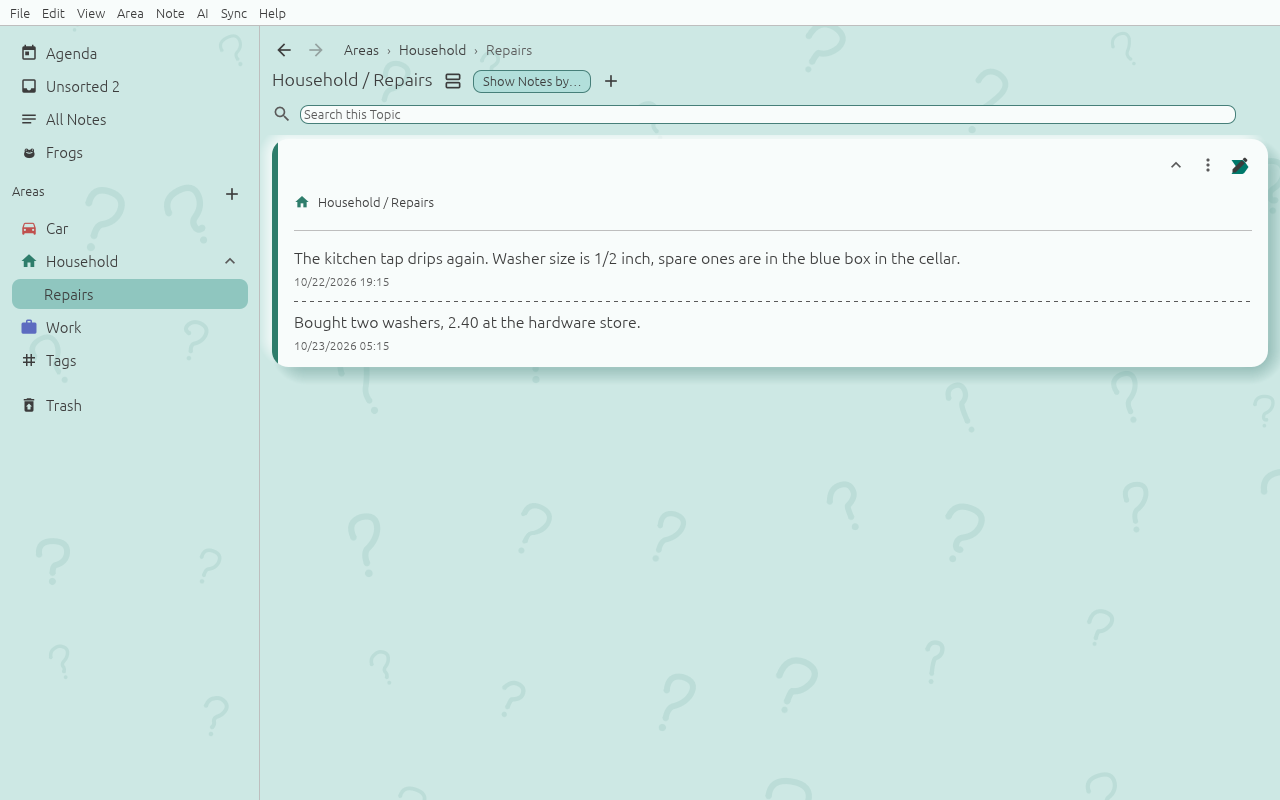 File Edit View Area Note AI Sync Help
Agenda
Unsorted 2
All Notes
Frogs
Areas
Car
Household
Repairs
Work
Tags
Trash
Areas › Household › Repairs
Household / Repairs
Show Notes by…
Search this Topic
Household / Repairs
The kitchen tap drips again. Washer size is 1/2 inch, spare ones are in the blue box in the cellar.
10/22/2026 19:15
Bought two washers, 2.40 at the hardware store.
10/23/2026 05:15